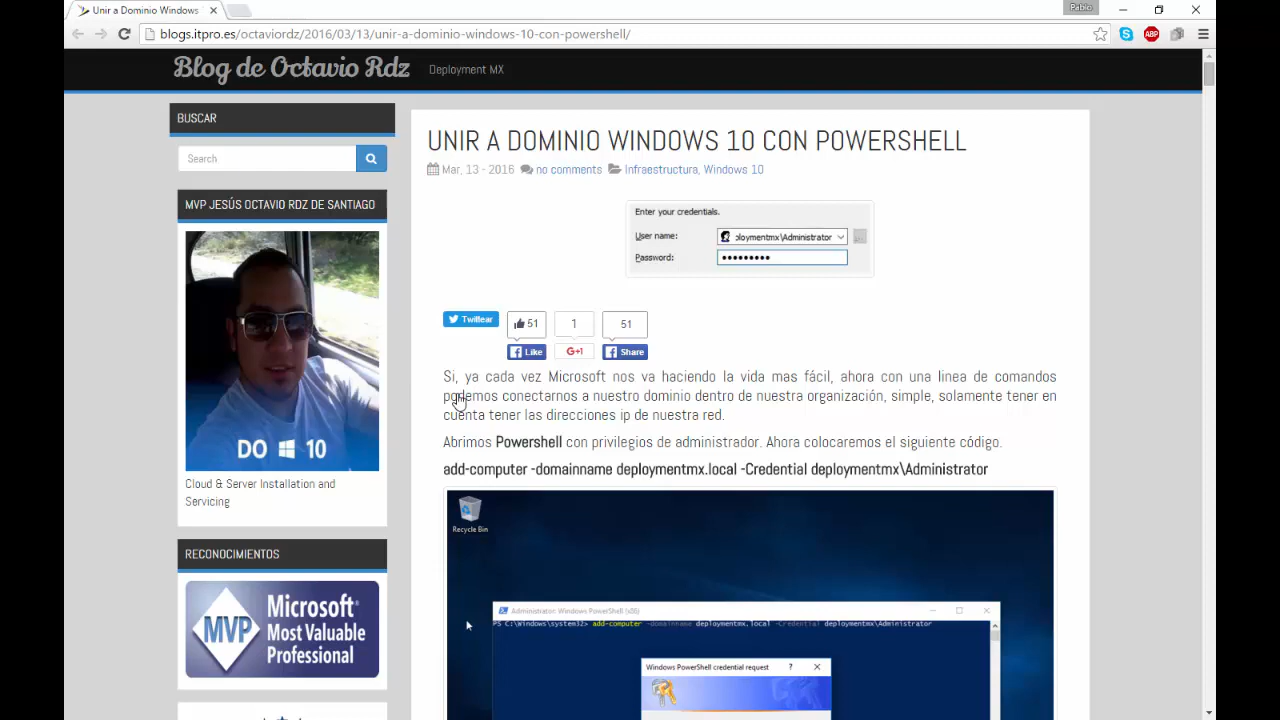 Unir a Dominio Windows
Pablo
blogs.itpro.es/octaviordz/2016/03/13/unir-a-dominio-windows-10-con-powershell/
Blog de Octavio Rdz
Deployment MX
BUSCAR
Search
MVP JESÚS OCTAVIO RDZ DE SANTIAGO
DO 10
Cloud & Server Installation and
Servicing
RECONOCIMIENTOS
Microsoft®
MVP
Most Valuable
Professional
UNIR A DOMINIO WINDOWS 10 CON POWERSHELL
Mar, 13 - 2016 no comments Infraestructura, Windows 10
Enter your credentials.
User name: ploymentmx\Administrator
Password: •••••••••
Twittear
51
1
51
Like
G+1
Share
Si, ya cada vez Microsoft nos va haciendo la vida mas fácil, ahora con una linea de comandos
podemos conectarnos a nuestro dominio dentro de nuestra organización, simple, solamente tener en
cuenta tener las direcciones ip de nuestra red.
Abrimos Powershell con privilegios de administrador. Ahora colocaremos el siguiente código.
add-computer -domainname deploymentmx.local -Credential deploymentmx\Administrator
Recycle Bin
Administrator: Windows PowerShell (x86)
PS C:\Windows\system32> add-computer -domainname deploymentmx.local -Credential deploymentmx\Administrator
Windows PowerShell credential request